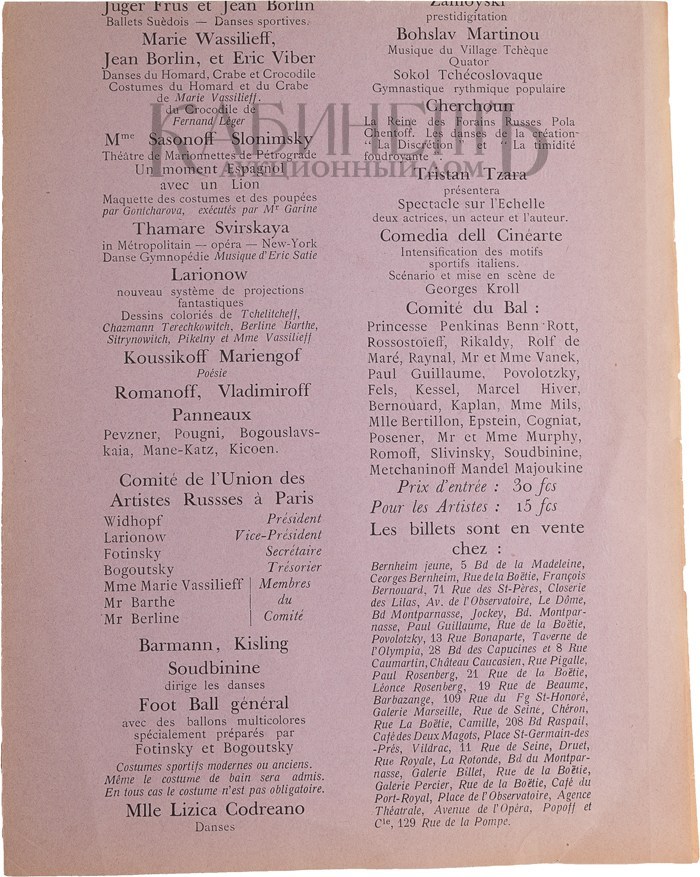 Juger Frus et Jean Borlin
Ballets Suèdois — Danses sportives.
Marie Wassilieff,
Jean Borlin, et Eric Viber
Danses du Homard, Crabe et Crocodile
Costumes du Homard et du Crabe
de Marie Vassilieff.
du Crocodile de
Fernand Léger
Mme Sasonoff Slonimsky
Théâtre de Marionnettes de Pétrograde
Un moment Espagnol
avec un Lion
Maquette des costumes et des poupées
par Gonicharova, exécutés par Mr Garine
Thamare Svirskaya
in Métropolitain — opéra — New-York
Danse Gymnopédie Musique d'Eric Satie
Larionow
nouveau système de projections
fantastiques
Dessins coloriés de Tchelitcheff,
Chazmann Terechkowitch, Berline Barthe,
Sitrynowitch, Pikelny et Mme Vassilieff
Koussikoff Mariengof
Poésie
Romanoff, Vladimiroff
Panneaux
Pevzner, Pougni, Bogouslavs-
kaia, Mane-Katz, Kicoen.
Comité de l'Union des
Artistes Russses à Paris
Widhopf Président
Larionow Vice-Président
Fotinsky Secrétaire
Bogoutsky Trésorier
Mme Marie Vassilieff Membres
Mr Barthe du
Mr Berline Comité
Barmann, Kisling
Soudbinine
dirige les danses
Foot Ball général
avec des ballons multicolores
spécialement préparés par
Fotinsky et Bogoutsky
Costumes sportifs modernes ou anciens.
Même le costume de bain sera admis.
En tous cas le costume n'est pas obligatoire.
Mlle Lizica Codreano
Danses
Zamoyski
prestidigitation
Bohslav Martinou
Musique du Village Tchèque
Quator
Sokol Tchécoslovaque
Gymnastique rythmique populaire
Cherchoun
La Reine des Forain Russes Pola
Chentoff. Les danses de la création
La Discrétion " et " La timidité
foudroyante
Tristan Tzara
présentera
Spectacle sur l'Echelle
deux actrices, un acteur et l'auteur.
Comedia dell Cinéarte
Intensification des motifs
sportifs italiens.
Scénario et mise en scène de
Georges Kroll
Comité du Bal :
Princesse Penkinas Benn Rott,
Rossostoïeff, Rikaldy, Rolf de
Maré, Raynal, Mr et Mme Vanek,
Paul Guillaume, Povolotzky,
Fels, Kessel, Marcel Hiver,
Bernouard, Kaplan, Mme Mils,
Mlle Bertillon, Epstein, Cogniat,
Posener, Mr et Mme Murphy,
Romoff, Slivinsky, Soudbinine,
Metchaninoff Mandel Majoukine
Prix d'entrée : 30 fcs
Pour les Artistes : 15 fcs
Les billets sont en vente
chez :
Bernheim jeune, 5 Bd de la Madeleine,
Georges Bernheim, Rue de la Boëtie, François
Bernouard, 71 Rue des St-Pères, Closerie
des Lilas, Av. de l'Observatoire, Le Dôme,
Bd Montparnasse, Jockey, Bd. Montpar-
nasse, Paul Guillaume, Rue de la Boëtie,
Povolotzky, 13 Rue Bonaparte, Taverne de
l'Olympia, 28 Bd des Capucines et 8 Rue
Caumartin, Château Caucasien, Rue Pigalle,
Paul Rosenberg, 21 Rue de la Boëtie,
Léonce Rosenberg, 19 Rue de Beaume,
Barbazange, 109 Rue du Fg St-Honoré,
Galerie Marseille, Rue de Seine, Chéron,
Rue La Boëtie, Camille, 208 Bd Raspail,
Café des Deux Magots, Place St-Germain-des
-Prés, Vildrac, 11 Rue de Seine, Druet,
Rue Royale, La Rotonde, Bd du Montpar-
nasse, Galerie Billet, Rue de la Boëtie,
Galerie Percier, Rue de la Boëtie, Café du
Port-Royal, Place de l'Observatoire, Agence
Théatrale, Avenue de l'Opéra, Popoff et
Cie, 129 Rue de la Pompe.
КАБИНЕТЪ
АУКЦИОННЫЙ ДОМ